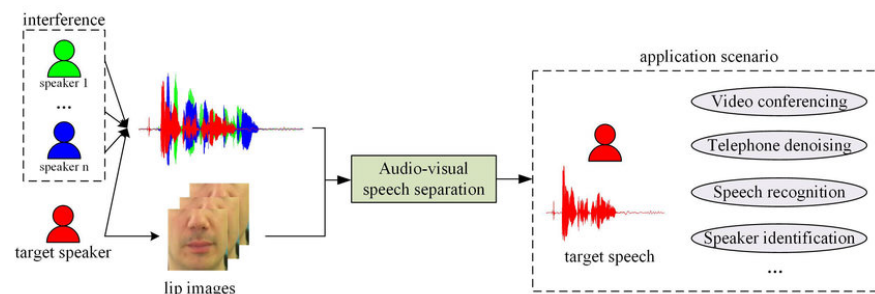 interference
speaker 1
...
speaker n
target speaker
lip images
Audio-visual
speech separation
application scenario
target speech
Video conferencing
Telephone denoising
Speech recognition
Speaker identification
...